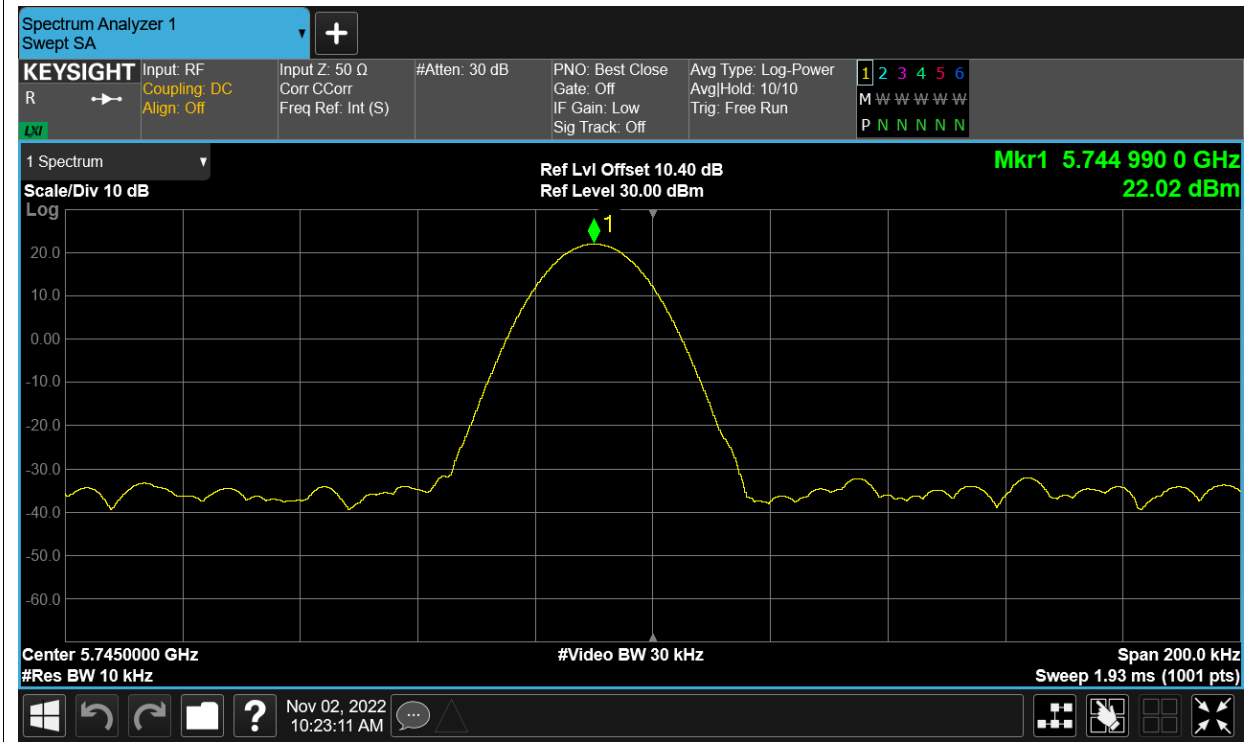 Spectrum Analyzer 1
Swept SA
+
KEYSIGHT
R
LXI
Input: RF
Coupling: DC
Align: Off
Input Z: 50 Ω
Corr CCorr
Freq Ref: Int (S)
#Atten: 30 dB
PNO: Best Close
Gate: Off
IF Gain: Low
Sig Track: Off
Avg Type: Log-Power
Avg|Hold: 10/10
Trig: Free Run
1 2 3 4 5 6
M W W W W W
P N N N N N
1 Spectrum
Scale/Div 10 dB
Log
Ref Lvl Offset 10.40 dB
Ref Level 30.00 dBm
Mkr1 5.744 990 0 GHz
22.02 dBm
1
20.0
10.0
0.00
-10.0
-20.0
-30.0
-40.0
-50.0
-60.0
Center 5.7450000 GHz
#Res BW 10 kHz
#Video BW 30 kHz
Span 200.0 kHz
Sweep 1.93 ms (1001 pts)
?
Nov 02, 2022
10:23:11 AM